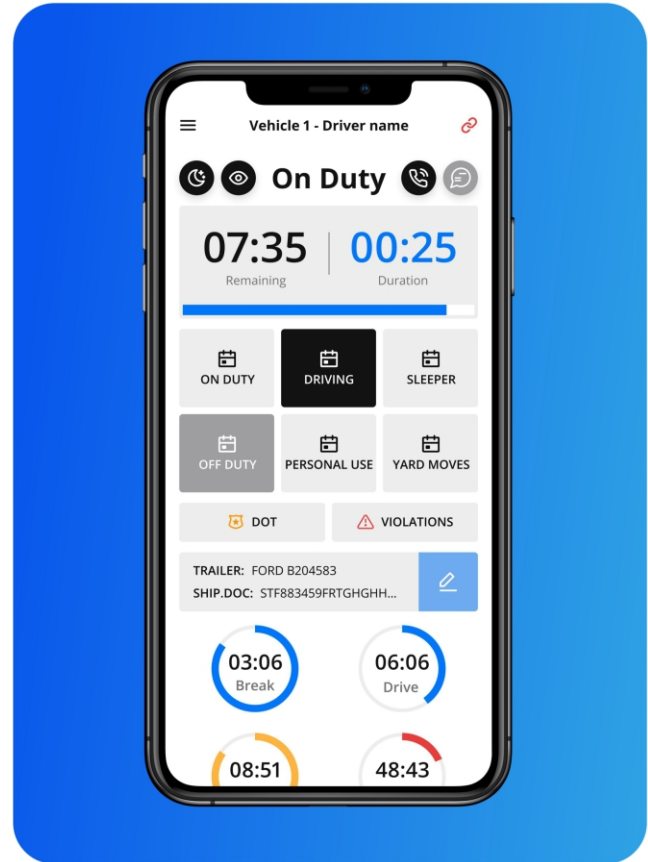 Vehicle 1 - Driver name
On Duty
07:35 00:25
Remaining Duration
ON DUTY DRIVING SLEEPER
OFF DUTY PERSONAL USE YARD MOVES
DOT VIOLATIONS
TRAILER: FORD B204583
SHIP.DOC: STF883459FRTGHGHH...
03:06 06:06
Break Drive
08:51 48:43